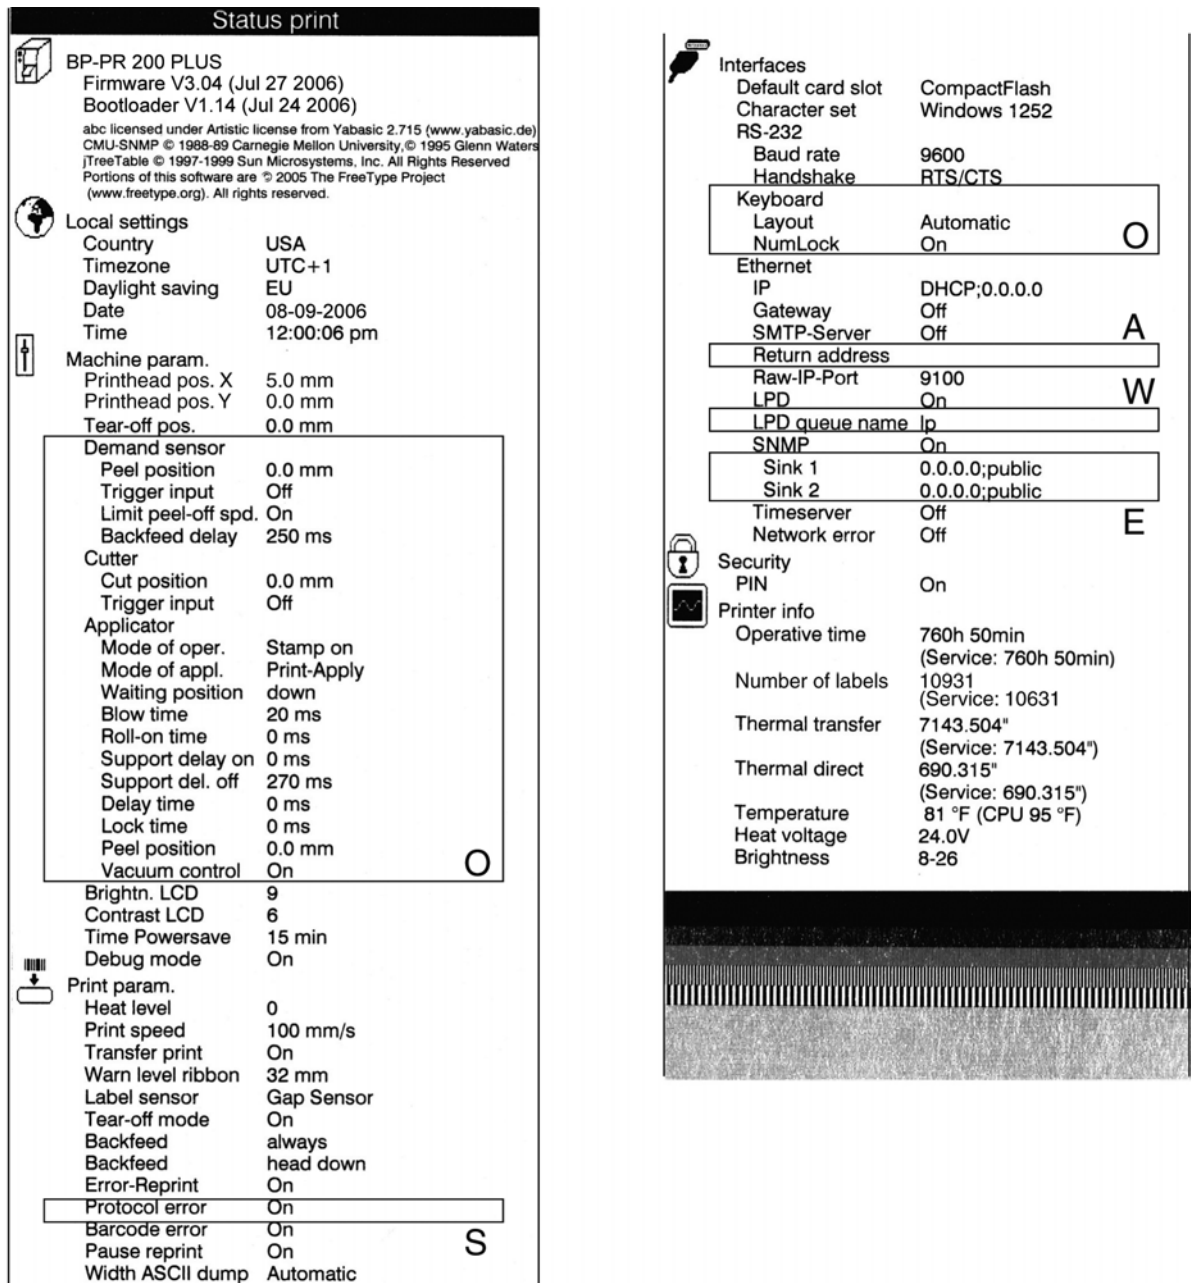 Status print
BP-PR 200 PLUS
Firmware V3.04 (Jul 27 2006)
Bootloader V1.14 (Jul 24 2006)
abc licensed under Artistic license from Yabasic 2.715 (www.yabasic.de)
CMU-SNMP © 1988-89 Carnegie Mellon University,© 1995 Glenn Waters
jTreeTable © 1997-1999 Sun Microsystems, Inc. All Rights Reserved
Portions of this software are © 2005 The FreeType Project
(www.freetype.org). All rights reserved.
Local settings
Country USA
Timezone UTC+1
Daylight saving EU
Date 08-09-2006
Time 12:00:06 pm
Machine param.
Printhead pos. X 5.0 mm
Printhead pos. Y 0.0 mm
Tear-off pos. 0.0 mm
Demand sensor
Peel position 0.0 mm
Trigger input Off
Limit peel-off spd. On
Backfeed delay 250 ms
Cutter
Cut position 0.0 mm
Trigger input Off
Applicator
Mode of oper. Stamp on
Mode of appl. Print-Apply
Waiting position down
Blow time 20 ms
Roll-on time 0 ms
Support delay on 0 ms
Support del. off 270 ms
Delay time 0 ms
Lock time 0 ms
Peel position 0.0 mm
Vacuum control On O
Brightn. LCD 9
Contrast LCD 6
Time Powersave 15 min
Debug mode On
Print param.
Heat level 0
Print speed 100 mm/s
Transfer print On
Warn level ribbon 32 mm
Label sensor Gap Sensor
Tear-off mode On
Backfeed always
Backfeed head down
Error-Reprint On
Protocol error On
Barcode error On S
Pause reprint On
Width ASCII dump Automatic
Interfaces
Default card slot CompactFlash
Character set Windows 1252
RS-232
Baud rate 9600
Handshake RTS/CTS
Keyboard
Layout Automatic O
NumLock On
Ethernet
IP DHCP;0.0.0.0
Gateway Off
SMTP-Server Off A
Return address
Raw-IP-Port 9100 W
LPD On
LPD queue name lp
SNMP On
Sink 1 0.0.0.0;public
Sink 2 0.0.0.0;public
Timeserver Off E
Network error Off
Security
PIN On
Printer info
Operative time 760h 50min
(Service: 760h 50min)
Number of labels 10931
(Service: 10631
Thermal transfer 7143.504"
(Service: 7143.504")
Thermal direct 690.315"
(Service: 690.315")
Temperature 81 °F (CPU 95 °F)
Heat voltage 24.0V
Brightness 8-26